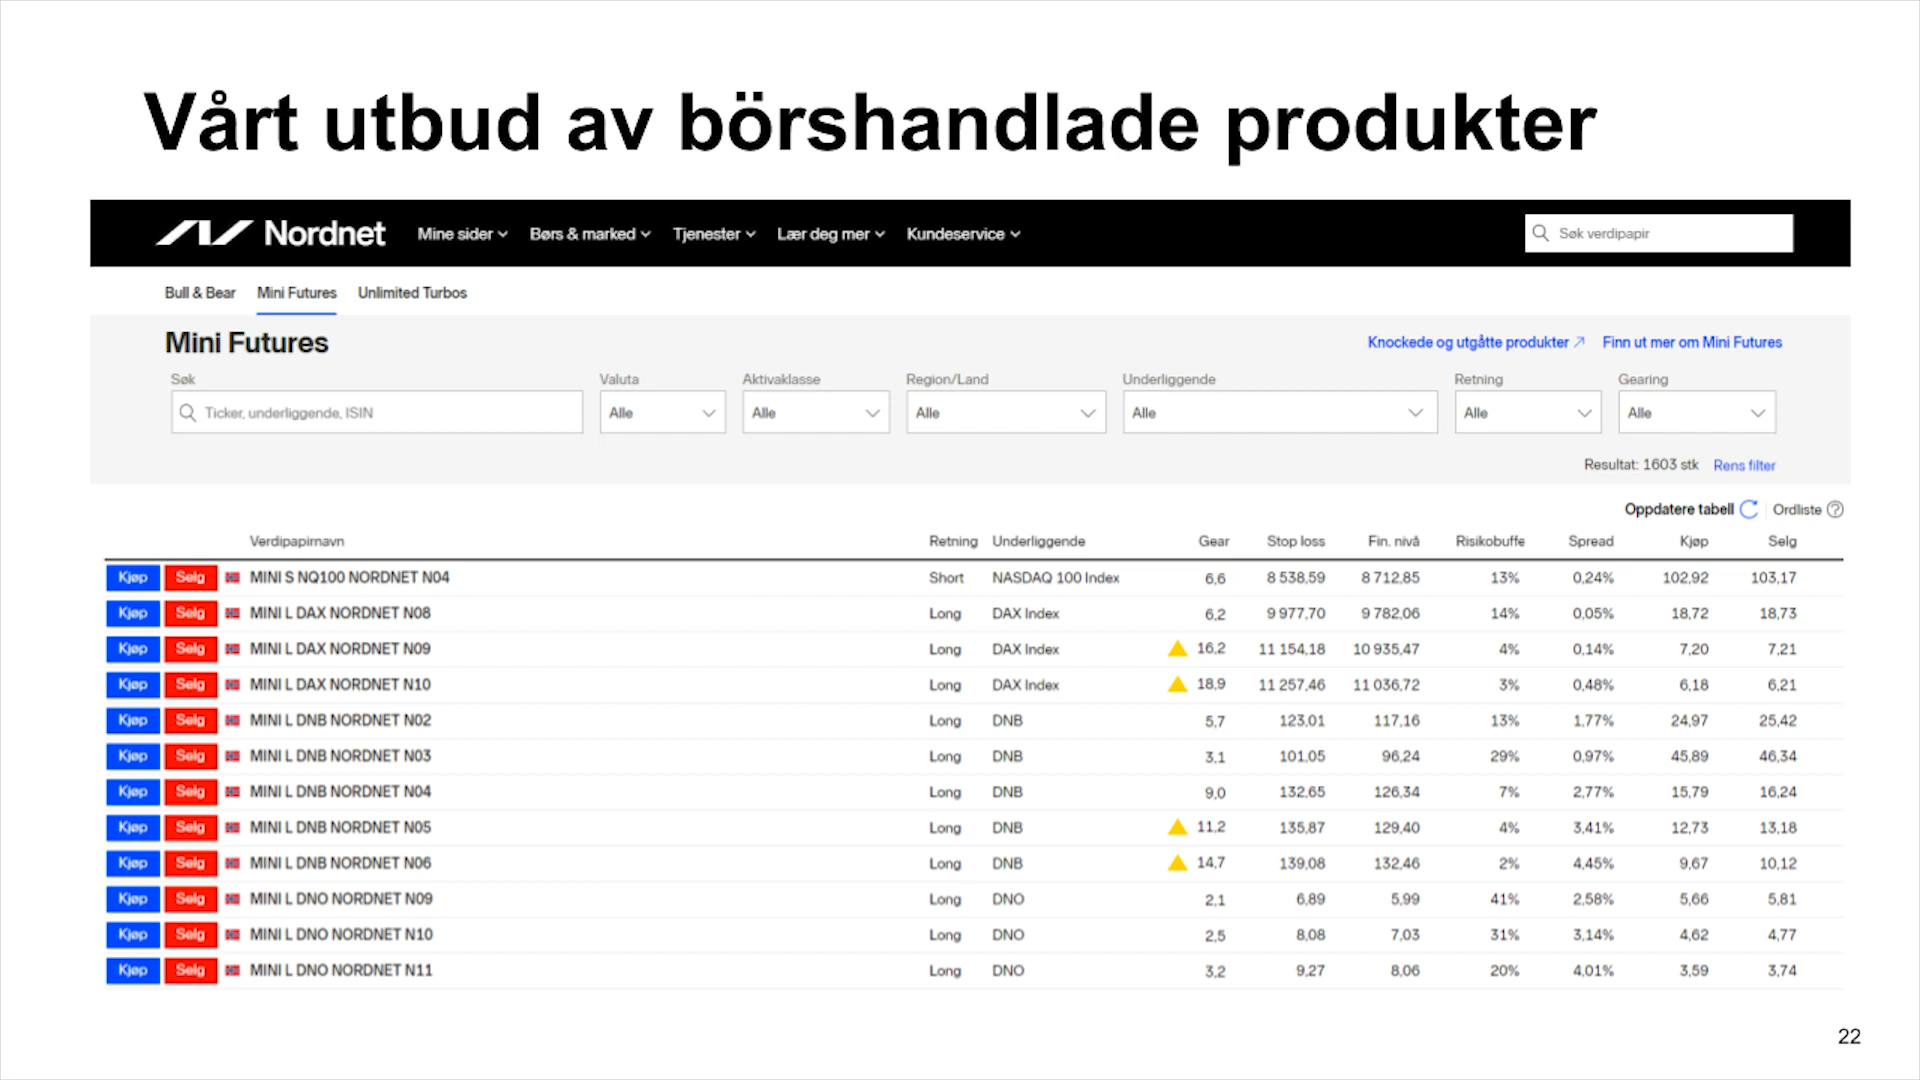 Vårt utbud av börshandlade produkter
Nordnet Mine sider Børs & marked Tjenester Lær deg mer Kundeservice Søk verdipapir
Bull & Bear Mini Futures Unlimited Turbos
Mini Futures Knockede og utgåtte produkter Finn ut mer om Mini Futures
Søk Valuta Aktivaklasse Region/Land Underliggende Retning Gearing
Ticker, underliggende, ISIN Alle Alle Alle Alle Alle Alle
Resultat: 1603 stk Rens filter
Oppdatere tabell Ordliste ?
Verdipapirnavn Retning Underliggende Gear Stop loss Fin. nivå Risikobuffe Spread Kjøp Selg
Kjøp Selg MINI S NQ100 NORDNET N04 Short NASDAQ 100 Index 6,6 8 538,59 8 712,85 13% 0,24% 102,92 103,17
Kjøp Selg MINI L DAX NORDNET N08 Long DAX Index 6,2 9 977,70 9 782,06 14% 0,05% 18,72 18,73
Kjøp Selg MINI L DAX NORDNET N09 Long DAX Index 16,2 11 154,18 10 935,47 4% 0,14% 7,20 7,21
Kjøp Selg MINI L DAX NORDNET N10 Long DAX Index 18,9 11 257,46 11 036,72 3% 0,48% 6,18 6,21
Kjøp Selg MINI L DNB NORDNET N02 Long DNB 5,7 123,01 117,16 13% 1,77% 24,97 25,42
Kjøp Selg MINI L DNB NORDNET N03 Long DNB 3,1 101,05 96,24 29% 0,97% 45,89 46,34
Kjøp Selg MINI L DNB NORDNET N04 Long DNB 9,0 132,65 126,34 7% 2,77% 15,79 16,24
Kjøp Selg MINI L DNB NORDNET N05 Long DNB 11,2 135,87 129,40 4% 3,41% 12,73 13,18
Kjøp Selg MINI L DNB NORDNET N06 Long DNB 14,7 139,08 132,46 2% 4,45% 9,67 10,12
Kjøp Selg MINI L DNO NORDNET N09 Long DNO 2,1 6,89 5,99 41% 2,58% 5,66 5,81
Kjøp Selg MINI L DNO NORDNET N10 Long DNO 2,5 8,08 7,03 31% 3,14% 4,62 4,77
Kjøp Selg MINI L DNO NORDNET N11 Long DNO 3,2 9,27 8,06 20% 4,01% 3,59 3,74
22